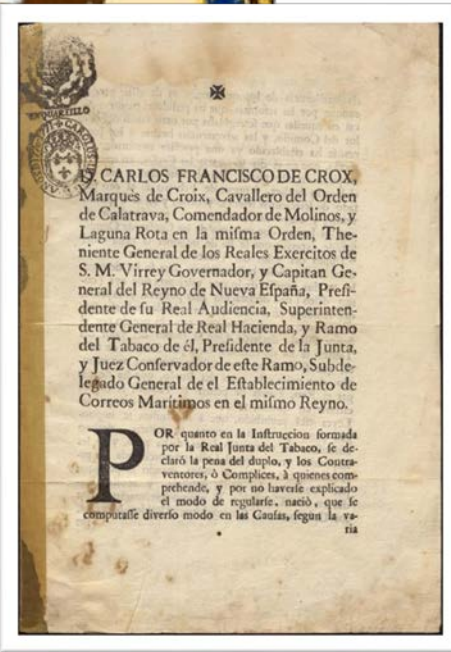 UN QUARTILLO
D. CARLOS FRANCISCO DE CROX,
Marquès de Croix, Cavallero del Orden
de Calatrava, Comendador de Molinos, y
Laguna Rota en la miſma Orden, The-
niente General de los Reales Exercitos de
S. M. Virrey Governador, y Capitan Ge-
neral del Reyno de Nueva Eſpaña, Preſi-
dente de ſu Real Audiencia, Superinten-
dente General de Real Hacienda, y Ramo
del Tabaco de él, Preſidente de la Junta,
y Juez Conſervador de eſte Ramo, Subde-
legado General de el Eſtablecimiento de
Correos Marítimos en el miſmo Reyno.
POR quanto en la Inſtruccion formada
por la Real Junta del Tabaco, ſe de-
claró la pena del duplo, y los Contra-
ventores, ò Complices, à quienes com-
prehende, y por no haverſe explicado
el modo de regularſe, naciò, que ſe
computaſſe diverſo modo en las Cauſas, ſegun la va-
ria